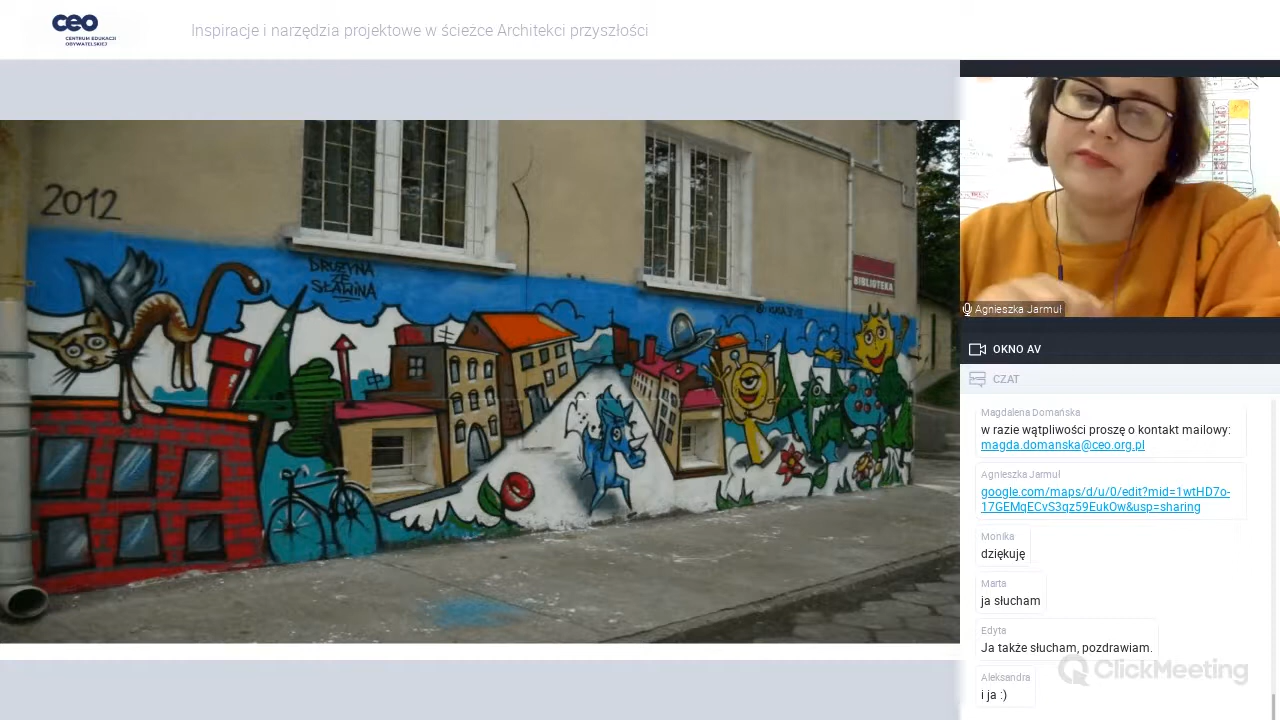 ceo
CENTRUM EDUKACJI
OBYWATELSKIEJ
Inspiracje i narzędzia projektowe w ścieżce Architekci przyszłości
2012
DRUŻYNA
ZE
SŁAWINA
BIBLIOTEKA
Agnieszka Jarmuł
OKNO AV
CZAT
Magdalena Domańska
w razie wątpliwości proszę o kontakt mailowy:
magda.domanska@ceo.org.pl
Agnieszka Jarmuł
google.com/maps/d/u/0/edit?mid=1wtHD7o-
17GEMqECvS3qz59EukOw&usp=sharing
Monika
dziękuję
Marta
ja słucham
Edyta
Ja także słucham, pozdrawiam.
Aleksandra
i ja :)
ClickMeeting